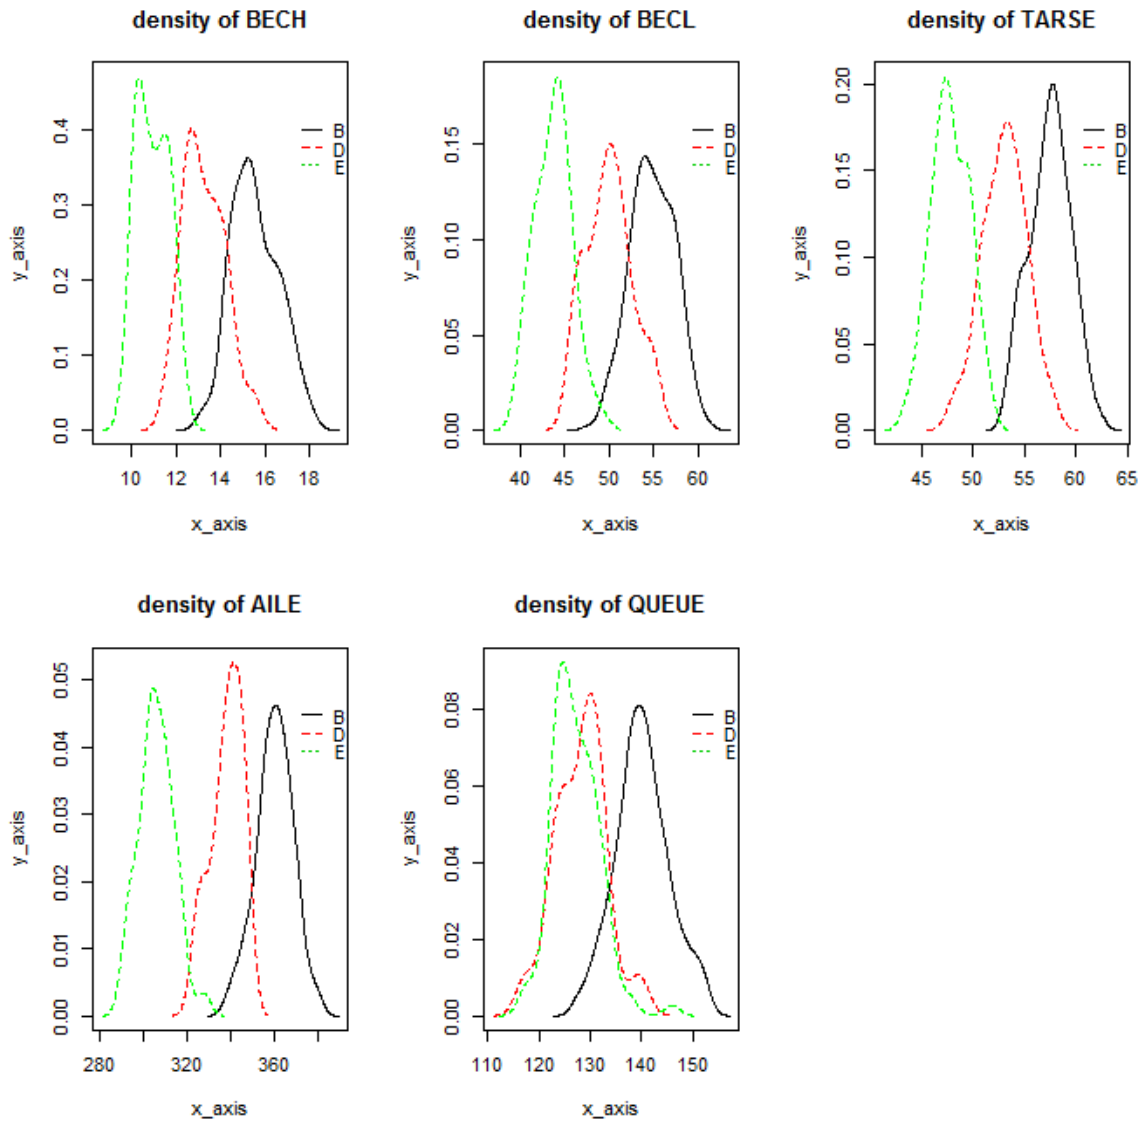 density of BECH
density of BECL
density of TARSE
0.0 0.1 0.2 0.3 0.4
y_axis
B
D
E
10 12 14 16 18
x_axis
0.00 0.05 0.10 0.15
y_axis
B
D
E
40 45 50 55 60
x_axis
0.00 0.05 0.10 0.15 0.20
y_axis
B
D
E
45 50 55 60 65
x_axis
density of AILE
density of QUEUE
0.00 0.01 0.02 0.03 0.04 0.05
y_axis
B
D
E
280 320 360
x_axis
0.00 0.02 0.04 0.06 0.08
y_axis
B
D
E
110 120 130 140 150
x_axis